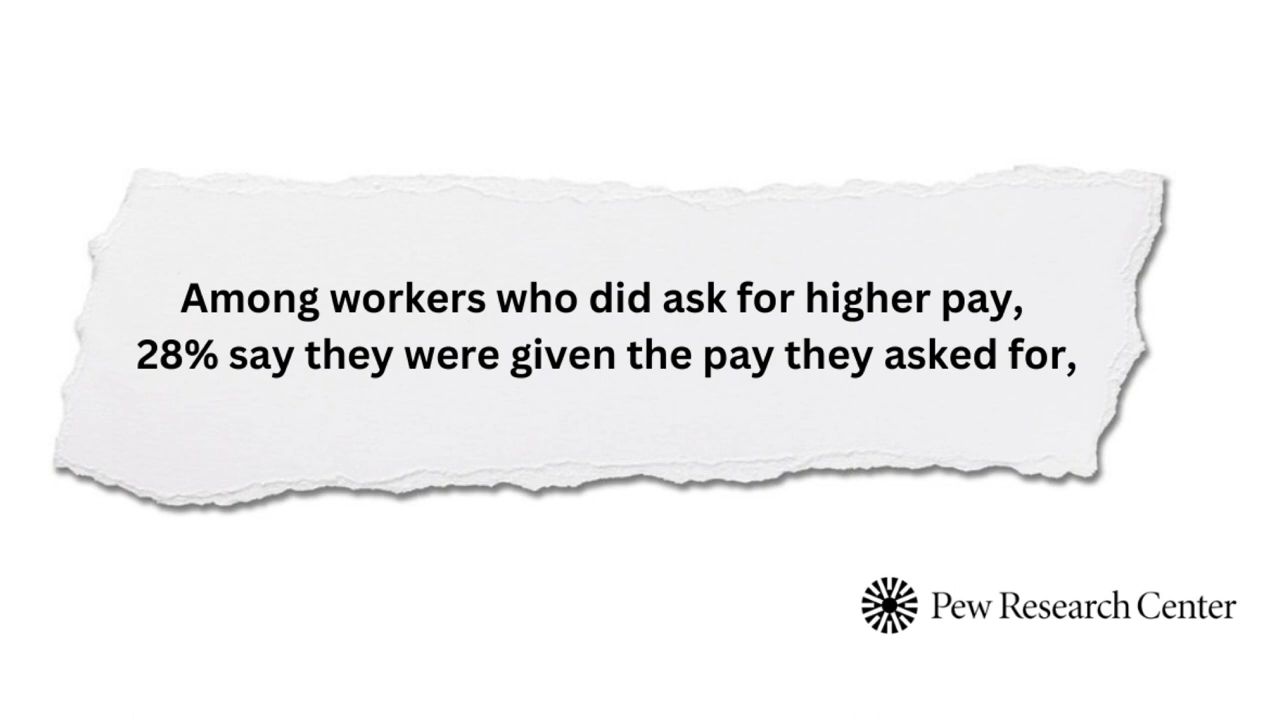 Among workers who did ask for higher pay,
28% say they were given the pay they asked for,
Pew Research Center